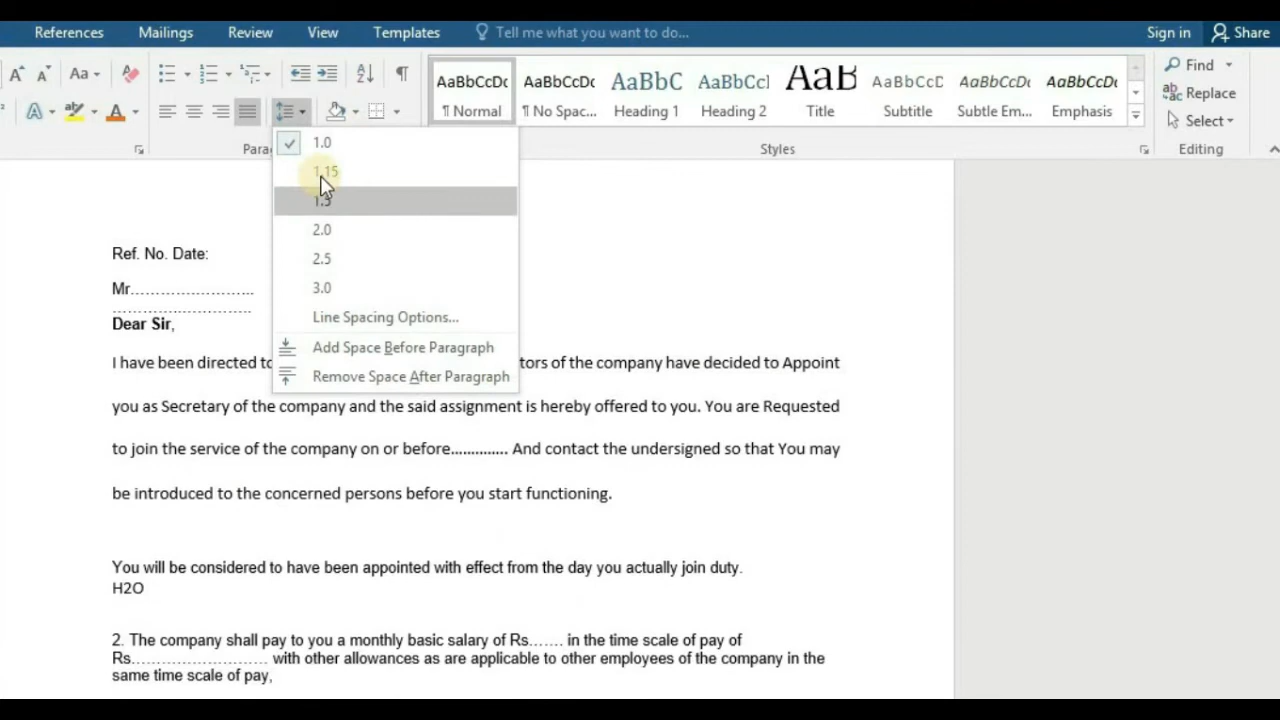 References Mailings Review View Templates Tell me what you want to do... Sign in Share
Aa Find
AaBbCcDc AaBbCcDc AaBbC AaBbCcI AaB AaBbCcD AaBbCcDc AaBbCcDc
Replace
¶ Normal ¶ No Spac... Heading 1 Heading 2 Title Subtitle Subtle Em... Emphasis
Select
Styles Editing
1.0
1.15
1.5
2.0
2.5
3.0
Line Spacing Options...
Add Space Before Paragraph
Remove Space After Paragraph
Ref. No. Date:
Mr…………………..
…………………….
Dear Sir,
I have been directed to tors of the company have decided to Appoint
you as Secretary of the company and the said assignment is hereby offered to you. You are Requested
to join the service of the company on or before.............. And contact the undersigned so that You may
be introduced to the concerned persons before you start functioning.
You will be considered to have been appointed with effect from the day you actually join duty.
H2O
2. The company shall pay to you a monthly basic salary of Rs……. in the time scale of pay of
Rs……………………. with other allowances as are applicable to other employees of the company in the
same time scale of pay,